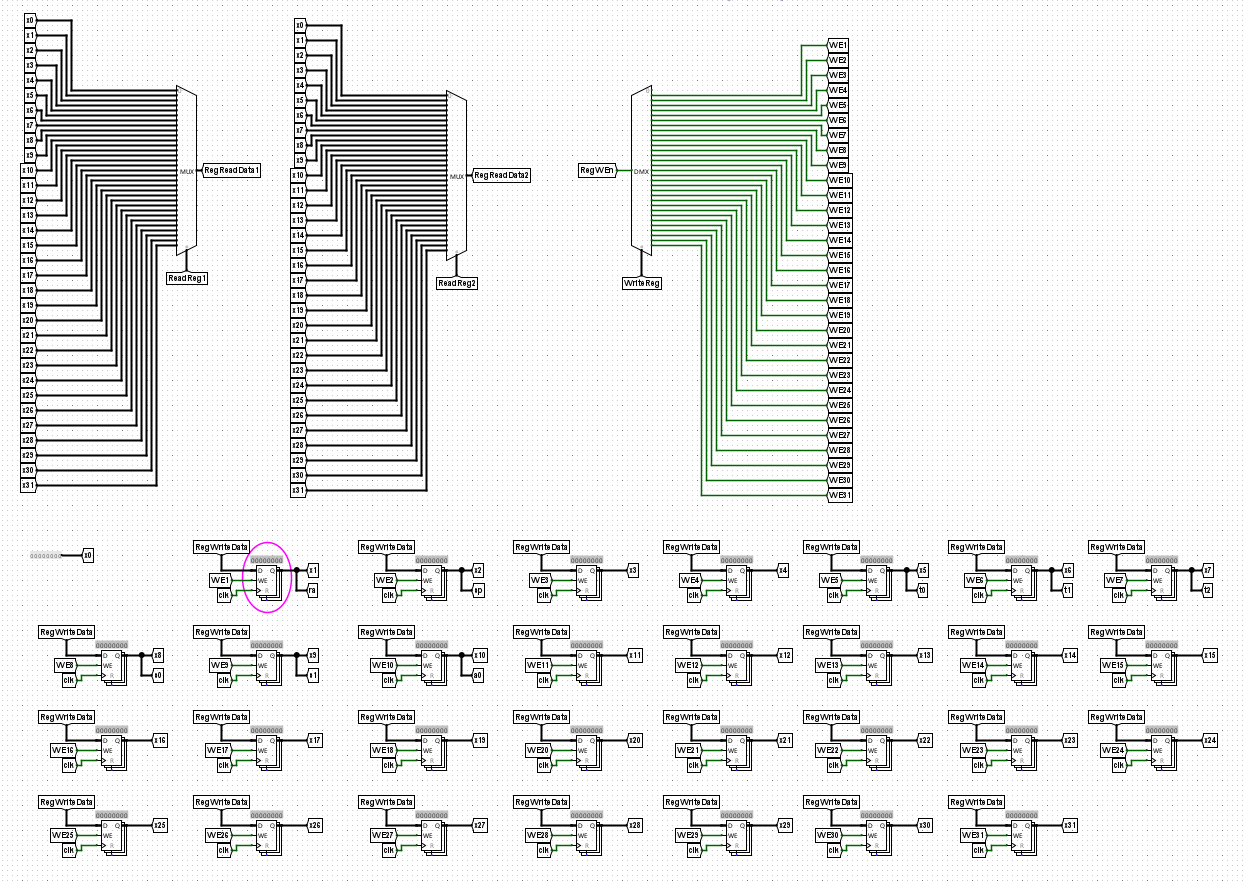 x0
x1
x2
x3
x4
x5
x6
x7
x8
x9
x10
x11
x12
x13
x14
x15
x16
x17
x18
x19
x20
x21
x22
x23
x24
x25
x26
x27
x28
x29
x30
x31
MUX
RegReadData1
ReadReg1
x0
x1
x2
x3
x4
x5
x6
x7
x8
x9
x10
x11
x12
x13
x14
x15
x16
x17
x18
x19
x20
x21
x22
x23
x24
x25
x26
x27
x28
x29
x30
x31
MUX
RegReadData2
ReadReg2
RegWEn
DMX
WriteReg
WE1
WE2
WE3
WE4
WE5
WE6
WE7
WE8
WE9
WE10
WE11
WE12
WE13
WE14
WE15
WE16
WE17
WE18
WE19
WE20
WE21
WE22
WE23
WE24
WE25
WE26
WE27
WE28
WE29
WE30
WE31
00000000 x0
RegWriteData 00000000 WE1 clk D Q WE R x1 ra
RegWriteData 00000000 WE2 clk D Q WE R x2 sp
RegWriteData 00000000 WE3 clk D Q WE R x3
RegWriteData 00000000 WE4 clk D Q WE R x4
RegWriteData 00000000 WE5 clk D Q WE R x5 t0
RegWriteData 00000000 WE6 clk D Q WE R x6 t1
RegWriteData 00000000 WE7 clk D Q WE R x7 t2
RegWriteData 00000000 WE8 clk D Q WE R x8 s0
RegWriteData 00000000 WE9 clk D Q WE R x9 s1
RegWriteData 00000000 WE10 clk D Q WE R x10 a0
RegWriteData 00000000 WE11 clk D Q WE R x11
RegWriteData 00000000 WE12 clk D Q WE R x12
RegWriteData 00000000 WE13 clk D Q WE R x13
RegWriteData 00000000 WE14 clk D Q WE R x14
RegWriteData 00000000 WE15 clk D Q WE R x15
RegWriteData 00000000 WE16 clk D Q WE R x16
RegWriteData 00000000 WE17 clk D Q WE R x17
RegWriteData 00000000 WE18 clk D Q WE R x19
RegWriteData 00000000 WE20 clk D Q WE R x20
RegWriteData 00000000 WE21 clk D Q WE R x21
RegWriteData 00000000 WE22 clk D Q WE R x22
RegWriteData 00000000 WE23 clk D Q WE R x23
RegWriteData 00000000 WE24 clk D Q WE R x24
RegWriteData 00000000 WE25 clk D Q WE R x25
RegWriteData 00000000 WE26 clk D Q WE R x26
RegWriteData 00000000 WE27 clk D Q WE R x27
RegWriteData 00000000 WE28 clk D Q WE R x28
RegWriteData 00000000 WE29 clk D Q WE R x29
RegWriteData 00000000 WE30 clk D Q WE R x30
RegWriteData 00000000 WE31 clk D Q WE R x31